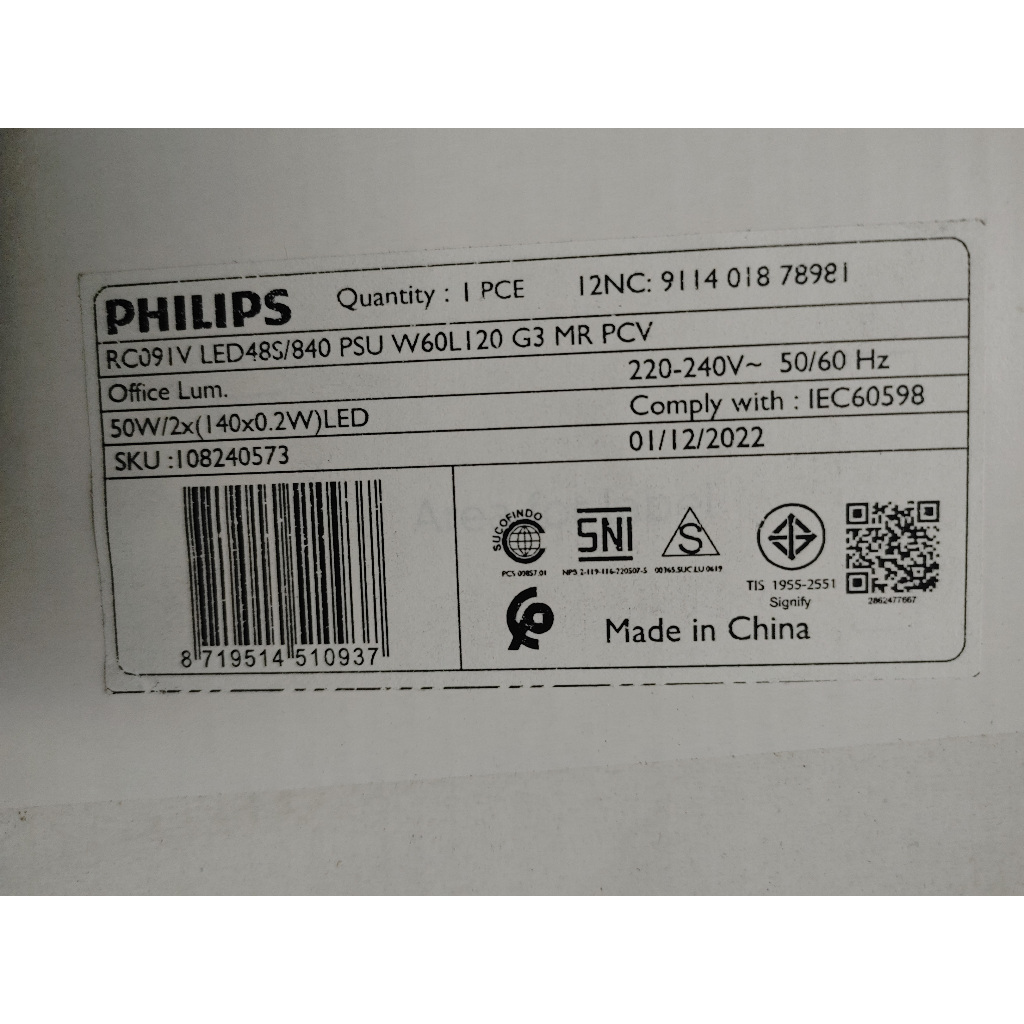 PHILIPS Quantity : 1 PCE 12NC: 9114 018 78981
RC091V LED48S/840 PSU W60L120 G3 MR PCV
Office Lum. 220-240V~ 50/60 Hz
50W/2x(140x0.2W)LED Comply with : IEC60598
SKU :108240573 01/12/2022
8 719514 510937
SUCOFINDO
SNI
S
TIS 1955-2551
Signify
2862477667
Made in China